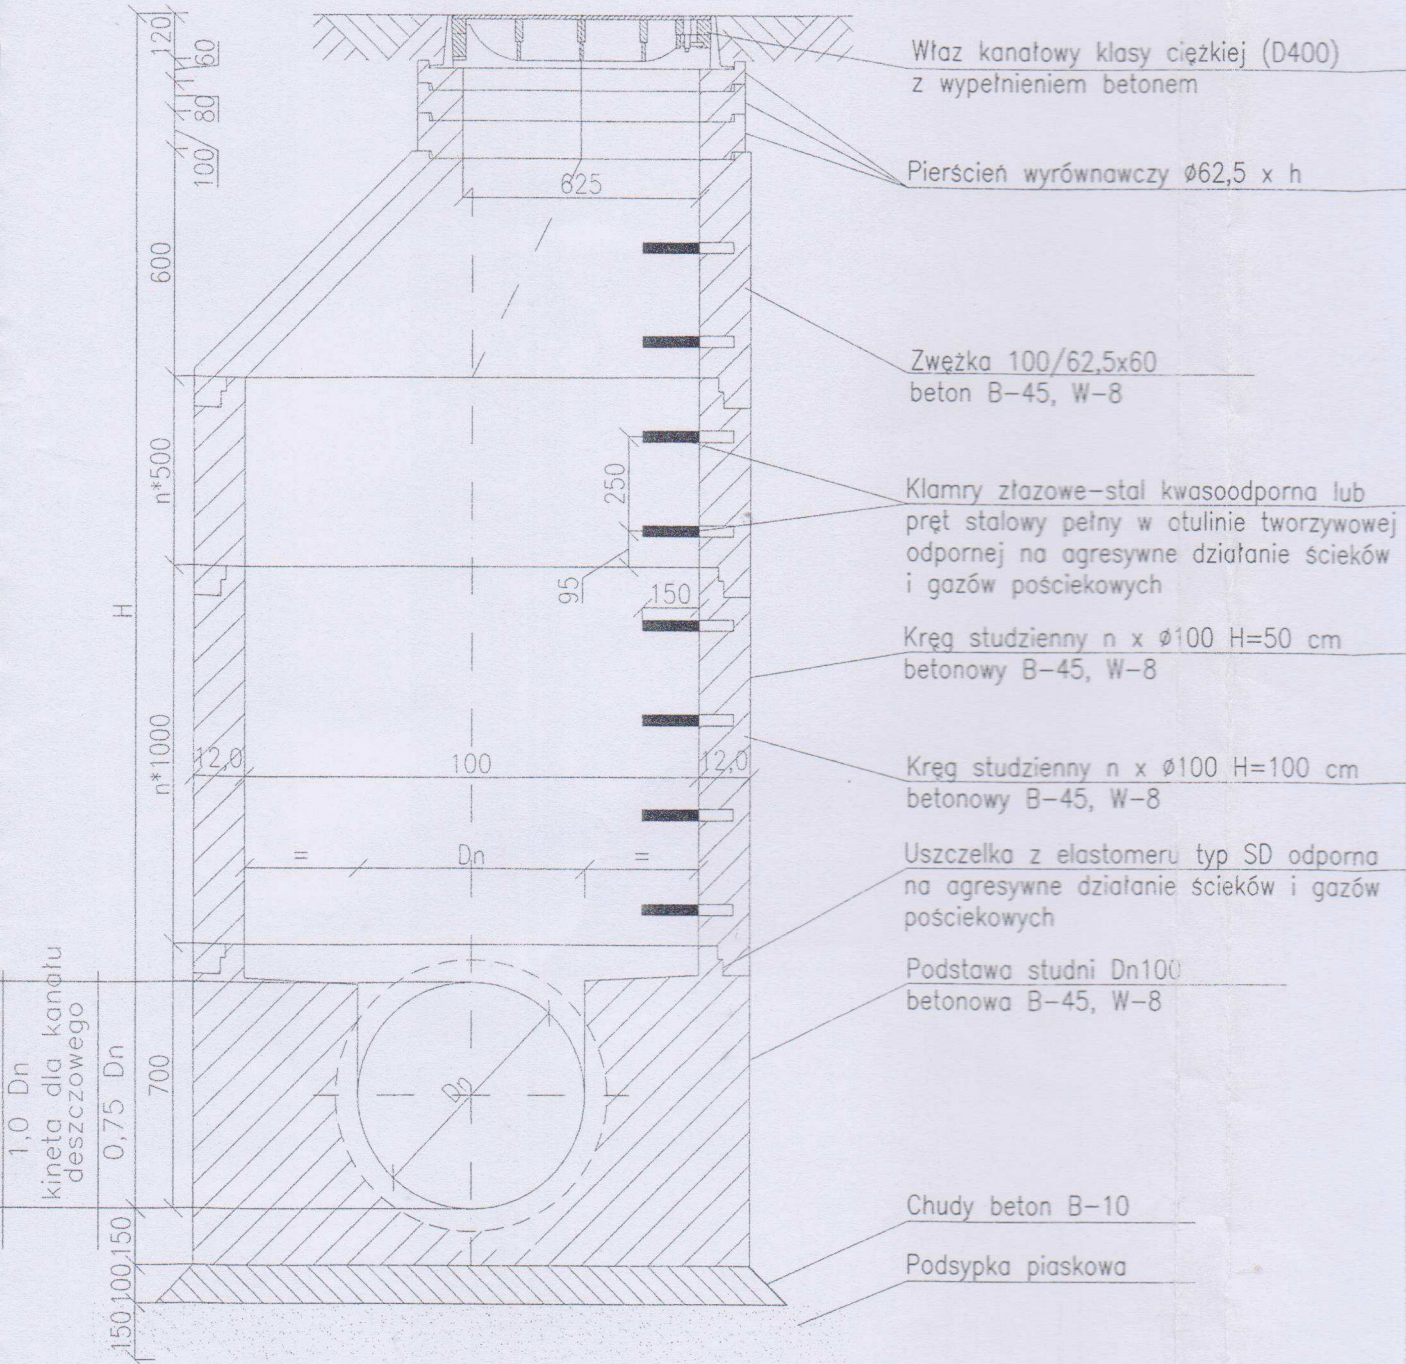 120
60
80
100/
625
600
n*500
250
95
150
H
n*1000
12,0
100
12,0
=
Dn
=
Dn
700
1,0 Dn
kineta dla kanału
deszczowego
0,75 Dn
150
100
150
Właz kanałowy klasy ciężkiej (D400)
z wypełnieniem betonem
Pierścień wyrównawczy ø62,5 x h
Zwężka 100/62,5x60
beton B-45, W-8
Klamry złazowe-stal kwasoodporna lub
pręt stalowy pełny w otulinie tworzywowej
odpornej na agresywne działanie ścieków
i gazów pościekowych
Kręg studzienny n x ø100 H=50 cm
betonowy B-45, W-8
Kręg studzienny n x ø100 H=100 cm
betonowy B-45, W-8
Uszczelka z elastomeru typ SD odporna
na agresywne działanie ścieków i gazów
pościekowych
Podstawa studni Dn100
betonowa B-45, W-8
Chudy beton B-10
Podsypka piaskowa